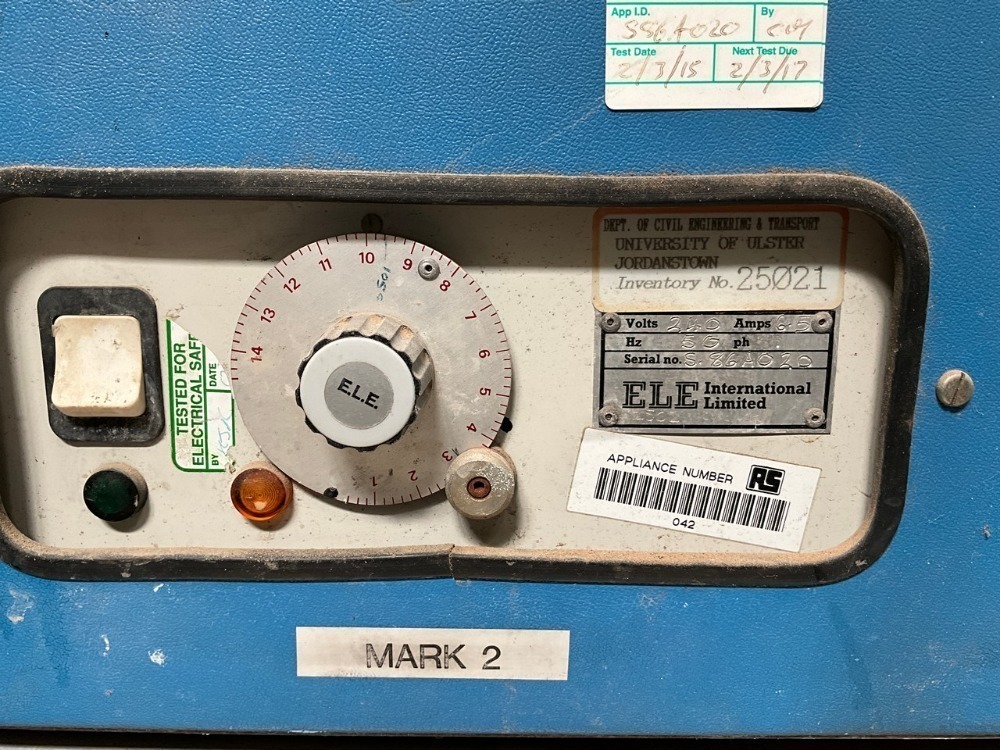 App I.D.
By
S86A020
Test Date
Next Test Due
2/3/15
2/3/17
DEPT. OF CIVIL ENGINEERING & TRANSPORT
UNIVERSITY OF ULSTER
JORDANSTOWN
Inventory No. 25021
Volts 240 Amps 6.5
Hz 50 ph
Serial no. S.86A020
ELE International
Limited
TESTED FOR
ELECTRICAL SAF
BY
DATE
14
13
12
11
10
9
8
7
6
5
4
3
2
1
E.L.E.
APPLIANCE NUMBER RS
042
MARK 2